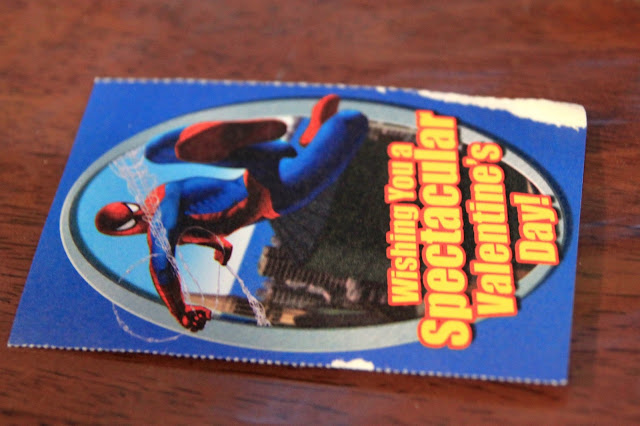 Wishing You a
Spectacular
Valentine's
Day!